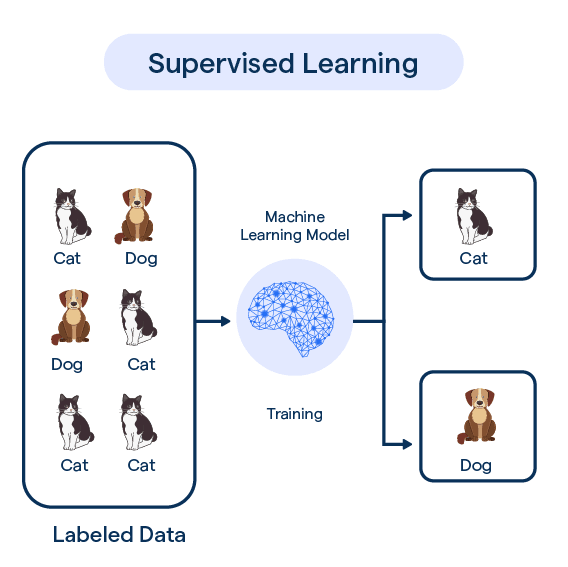 Supervised Learning
Cat
Dog
Dog
Cat
Cat
Cat
Labeled Data
Machine
Learning Model
Training
Cat
Dog